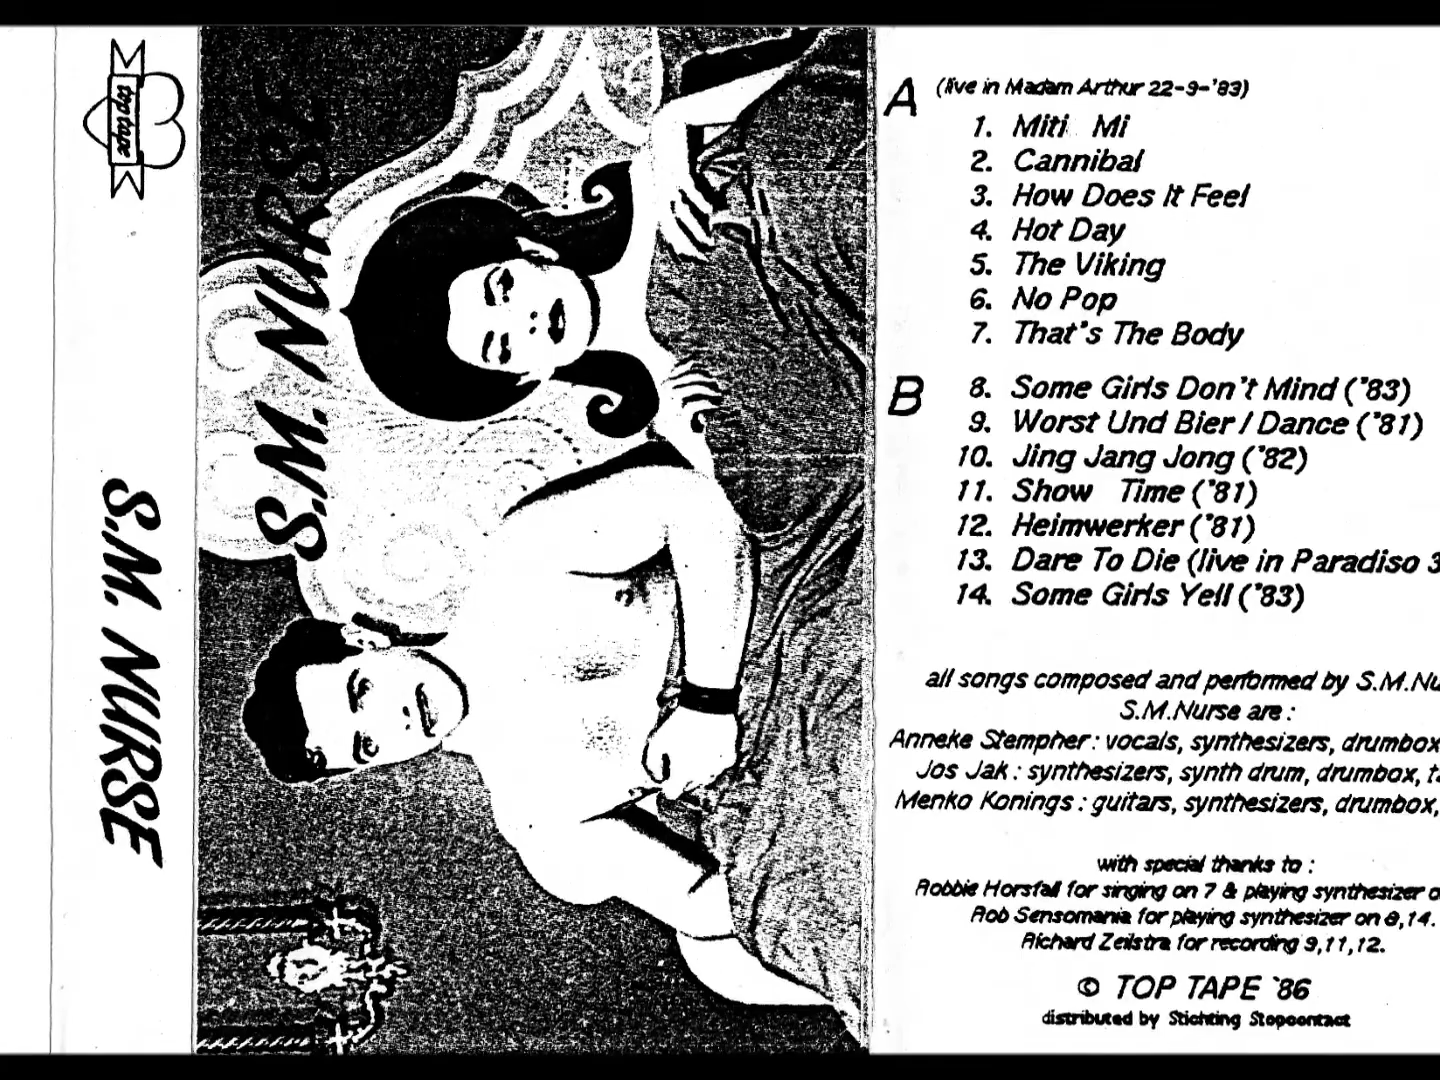 top tape
S.M. NURSE
S.M. NURSE
A (live in Madam Arthur 22-9-'83)
1. Miti Mi
2. Cannibal
3. How Does It Feel
4. Hot Day
5. The Viking
6. No Pop
7. That's The Body
B 8. Some Girls Don't Mind ('83)
9. Worst Und Bier / Dance ('81)
10. Jing Jang Jong ('82)
11. Show Time ('81)
12. Heimwerker ('81)
13. Dare To Die (live in Paradiso 3
14. Some Girls Yell ('83)
all songs composed and performed by S.M.Nu
S.M.Nurse are :
Anneke Stempher : vocals, synthesizers, drumbox
Jos Jak : synthesizers, synth drum, drumbox, t
Menko Konings : guitars, synthesizers, drumbox,
with special thanks to :
Robbie Horsfall for singing on 7 & playing synthesizer o
Rob Sensomania for playing synthesizer on 8,14.
Richard Zeilstra for recording 9,11,12.
© TOP TAPE '86
distributed by Stichting Stopcontact